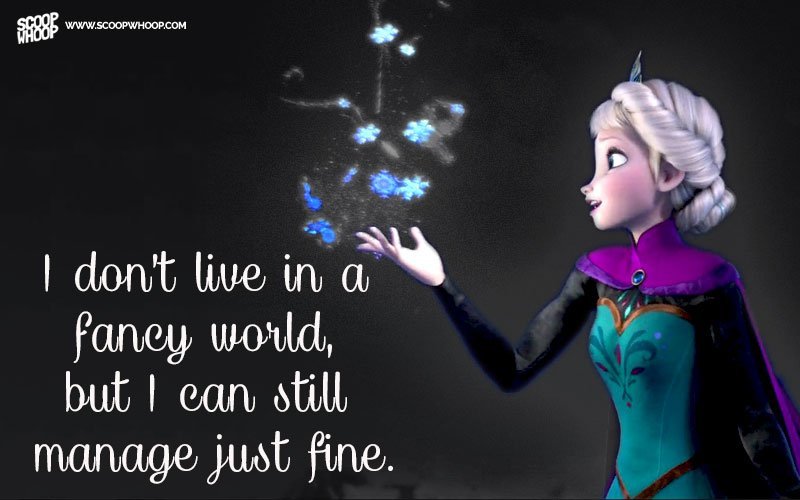 SCOOP
WHOOP
WWW.SCOOPWHOOP.COM
I don't live in a
fancy world,
but I can still
manage just fine.